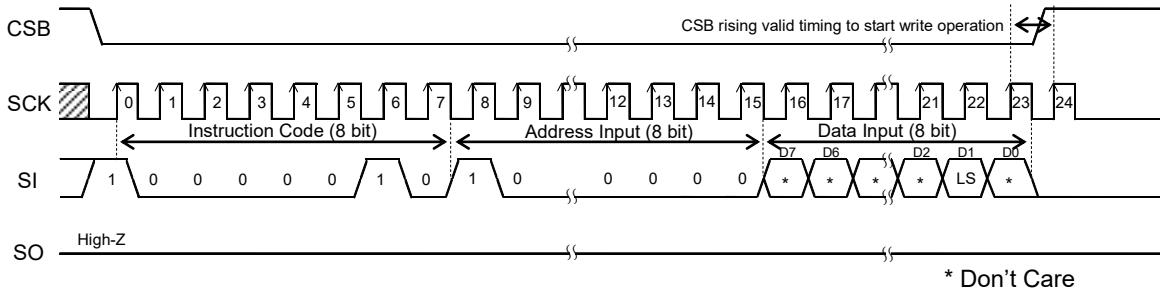 CSB
CSB rising valid timing to start write operation
SCK
0 1 2 3 4 5 6 7 8 9 12 13 14 15 16 17 21 22 23 24
Instruction Code (8 bit) Address Input (8 bit) Data Input (8 bit)
D7 D6 D2 D1 D0
SI
1 0 0 0 0 0 1 0 1 0 0 0 0 0 * * * * LS *
High-Z
SO
* Don't Care